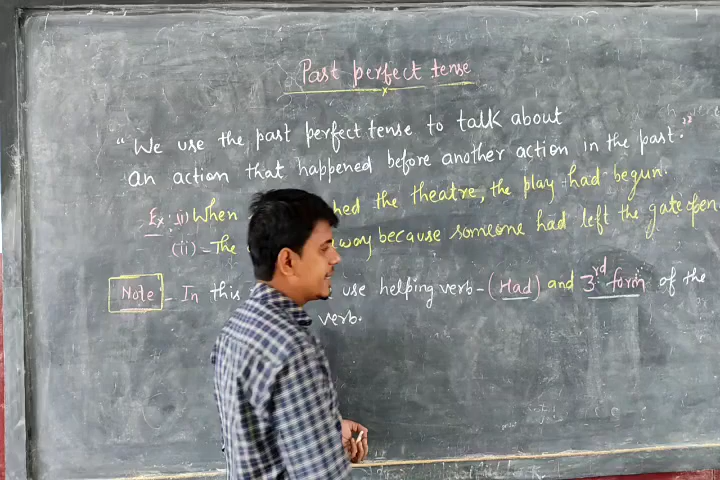 Past perfect tense
"We use the past perfect tense to talk about
an action that happened before another action in the past."
Ex: (i) When hed the theatre, the play had begun.
(ii) - The way because someone had left the gate open.
Note - In this use helping verb - (Had) and 3rd form of the
verb.